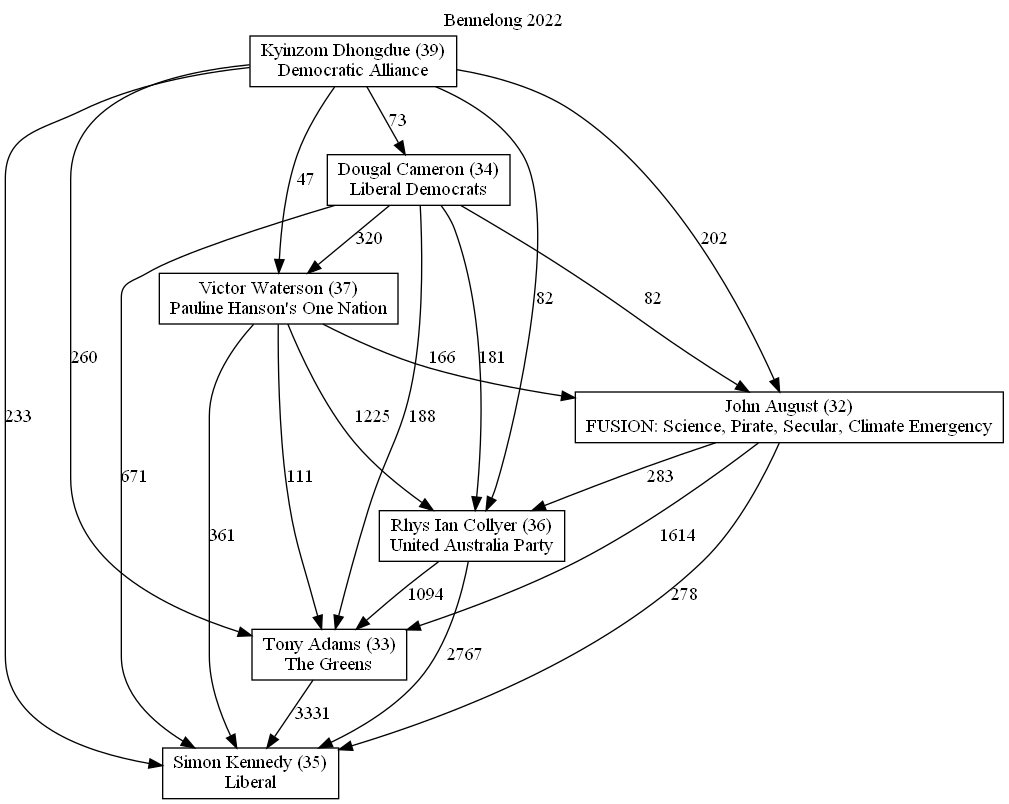 Bennelong 2022
Kyinzom Dhongdue (39)
Democratic Alliance
73
Dougal Cameron (34)
Liberal Democrats
47
320
202
Victor Waterson (37)
Pauline Hanson's One Nation
82
82
260
181
166
John August (32)
FUSION: Science, Pirate, Secular, Climate Emergency
233
1225
188
671
111
283
361
Rhys Ian Collyer (36)
United Australia Party
1614
1094
278
Tony Adams (33)
The Greens
2767
3331
Simon Kennedy (35)
Liberal